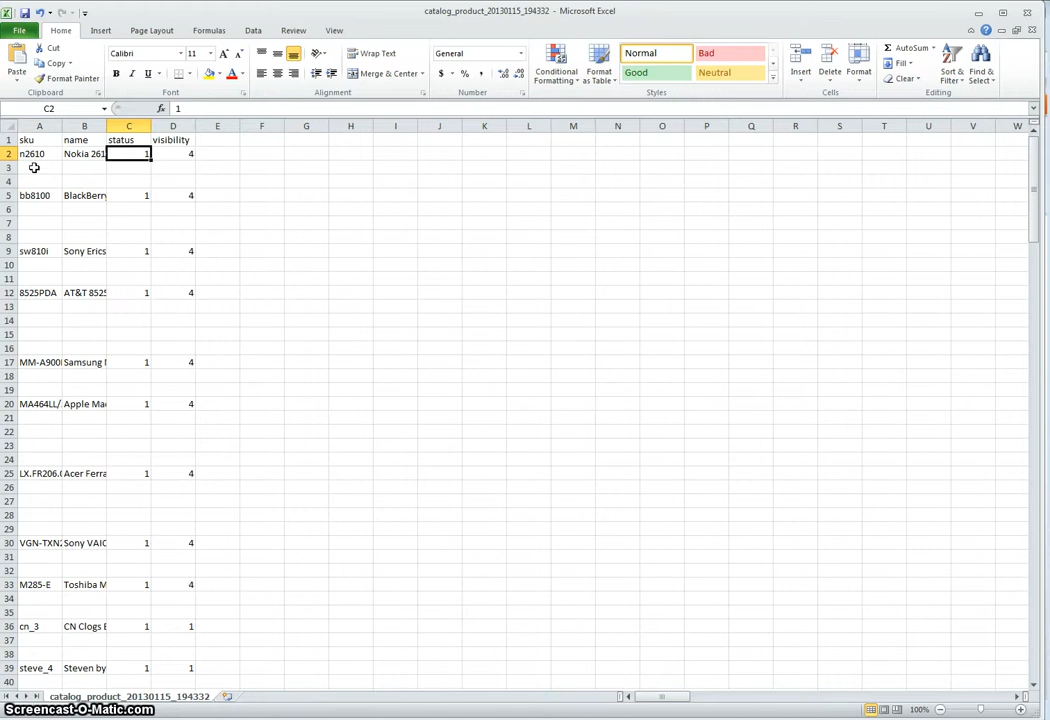 catalog_product_20130115_194332 - Microsoft Excel
File Home Insert Page Layout Formulas Data Review View
Paste Cut Copy Format Painter Clipboard
Calibri 11 B I U A A A Font
Wrap Text Merge & Center Alignment
General $ % , Number
Conditional Formatting Format as Table Normal Bad Good Neutral Styles
Insert Delete Format Cells
AutoSum Fill Clear Sort & Filter Find & Select Editing
C2 fx 1
A B C D E F G H I J K L M N O P Q R S T U V W
1 sku name status visibility
2 n2610 Nokia 261 1 4
3
4
5 bb8100 BlackBerry 1 4
6
7
8
9 sw810i Sony Erics 1 4
10
11
12 8525PDA AT&T 8525 1 4
13
14
15
16
17 MM-A900 Samsung 1 4
18
19
20 MA464LL/ Apple Mac 1 4
21
22
23
24
25 LX.FR206. Acer Ferra 1 4
26
27
28
29
30 VGN-TXN Sony VAIO 1 4
31
32
33 M285-E Toshiba M 1 4
34
35
36 cn_3 CN Clogs 1 1
37
38
39 steve_4 Steven by 1 1
40
catalog_product_20130115_194332
100%
Screencast-O-Matic.com